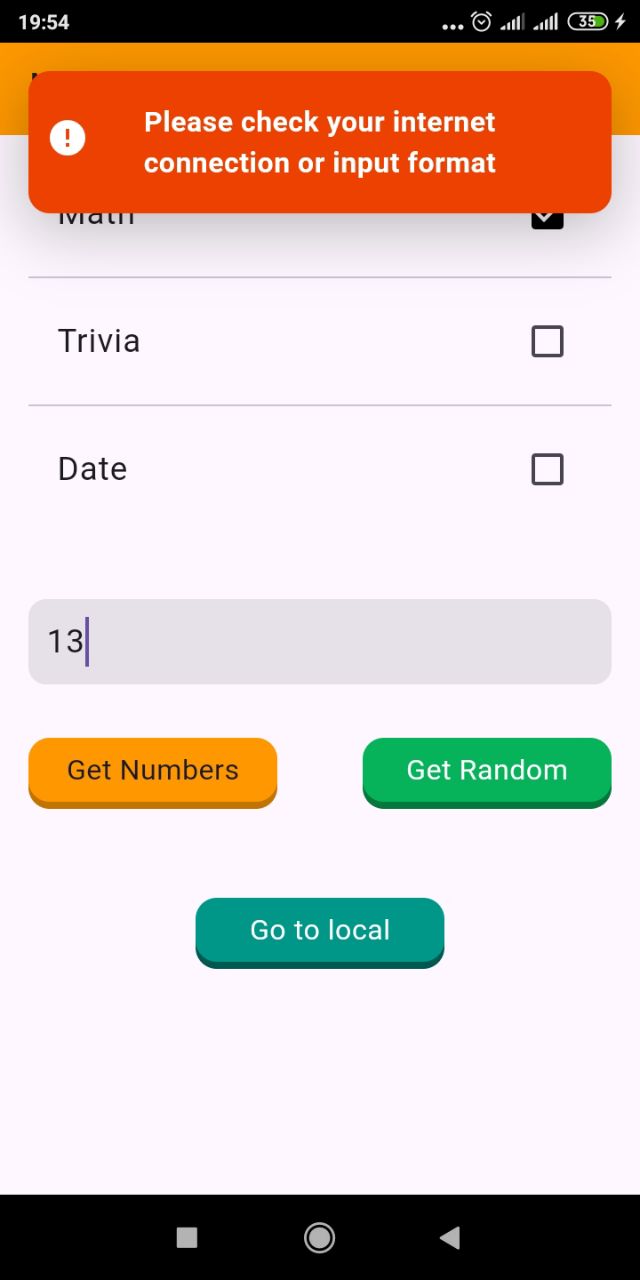 19:54
35
Please check your internet
connection or input format
Math
Trivia
Date
13
Get Numbers
Get Random
Go to local